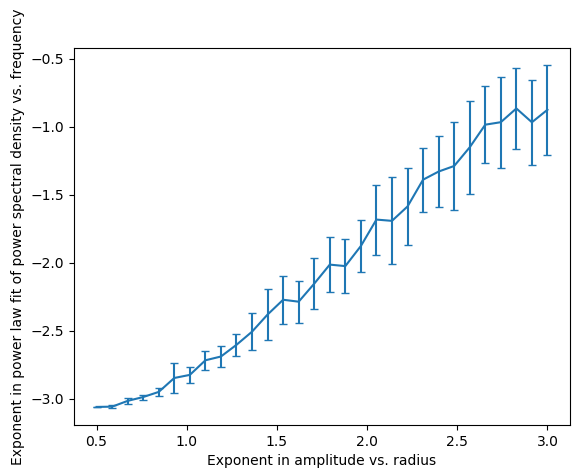 Exponent in power law fit of power spectral density vs. frequency
−0.5
−1.0
−1.5
−2.0
−2.5
−3.0
0.5 1.0 1.5 2.0 2.5 3.0
Exponent in amplitude vs. radius